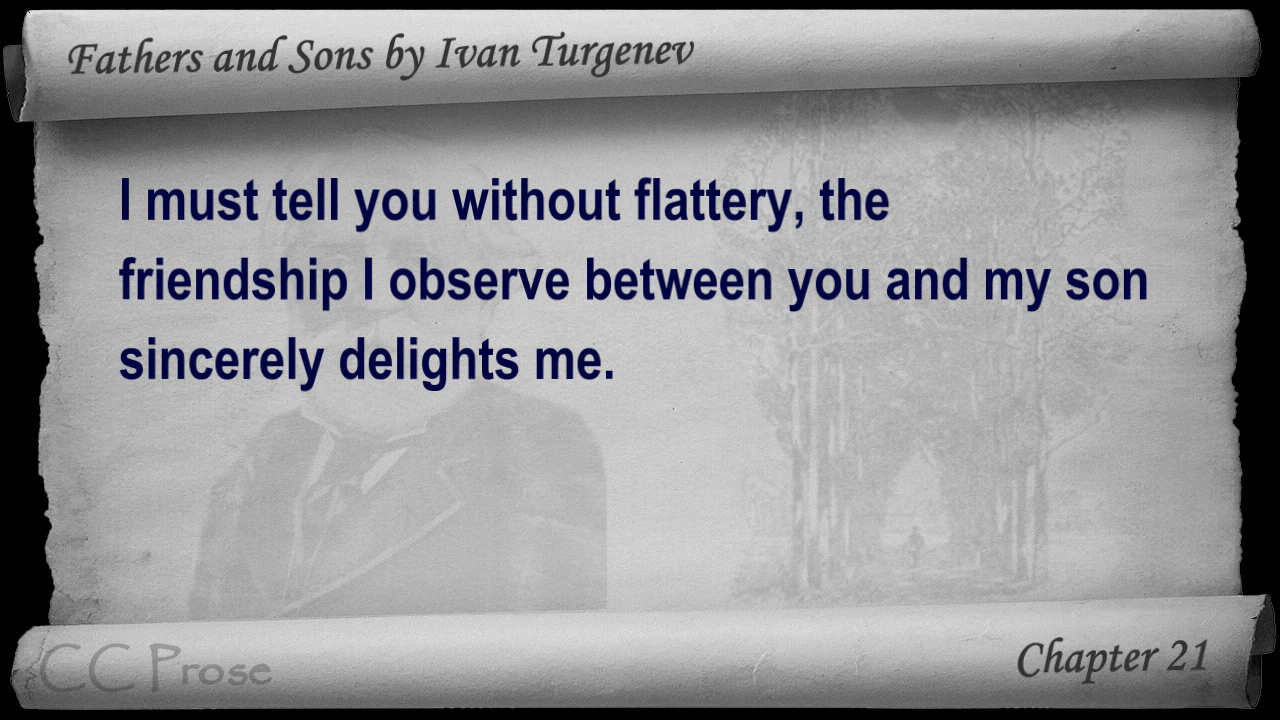 Fathers and Sons by Ivan Turgenev
I must tell you without flattery, the
friendship I observe between you and my son
sincerely delights me.
CC Prose
Chapter 21